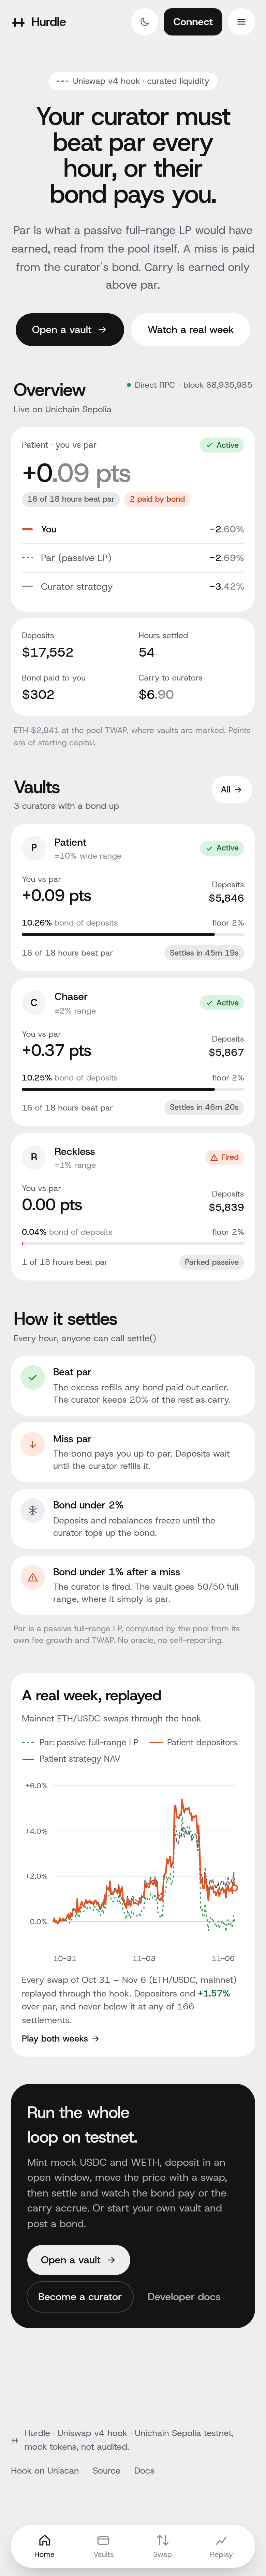 Hurdle
Connect
Uniswap v4 hook · curated liquidity
Your curator must
beat par every
hour, or their
bond pays you.
Par is what a passive full-range LP would have
earned, read from the pool itself. A miss is paid
from the curator's bond. Carry is earned only
above par.
Open a vault →
Watch a real week
Overview
Direct RPC · block 68,935,985
Live on Unichain Sepolia
Patient · you vs par
Active
+0.09 pts
16 of 18 hours beat par
2 paid by bond
You
−2.60%
Par (passive LP)
−2.69%
Curator strategy
−3.42%
Deposits
Hours settled
$17,552
54
Bond paid to you
Carry to curators
$302
$6.90
ETH $2,841 at the pool TWAP, where vaults are marked. Points
are of starting capital.
Vaults
All →
3 curators with a bond up
P
Patient
±10% wide range
Active
You vs par
Deposits
+0.09 pts
$5,846
10.26% bond of deposits
floor 2%
16 of 18 hours beat par
Settles in 45m 19s
C
Chaser
±2% range
Active
You vs par
Deposits
+0.37 pts
$5,867
10.25% bond of deposits
floor 2%
16 of 18 hours beat par
Settles in 46m 20s
R
Reckless
±1% range
Fired
You vs par
Deposits
0.00 pts
$5,839
0.04% bond of deposits
floor 2%
1 of 18 hours beat par
Parked passive
How it settles
Every hour, anyone can call settle()
Beat par
The excess refills any bond paid out earlier.
The curator keeps 20% of the rest as carry.
Miss par
The bond pays you up to par. Deposits wait
until the curator refills it.
Bond under 2%
Deposits and rebalances freeze until the
curator tops up the bond.
Bond under 1% after a miss
The curator is fired. The vault goes 50/50 full
range, where it simply is par.
Par is a passive full-range LP, computed by the pool from its
own fee growth and TWAP. No oracle, no self-reporting.
A real week, replayed
Mainnet ETH/USDC swaps through the hook
Par: passive full-range LP
Patient depositors
Patient strategy NAV
+6.0%
+4.0%
+2.0%
0.0%
10-31
11-03
11-06
Every swap of Oct 31 – Nov 6 (ETH/USDC, mainnet)
replayed through the hook. Depositors end +1.57%
over par, and never below it at any of 166
settlements.
Play both weeks →
Run the whole
loop on testnet.
Mint mock USDC and WETH, deposit in an
open window, move the price with a swap,
then settle and watch the bond pay or the
carry accrue. Or start your own vault and
post a bond.
Open a vault →
Become a curator
Developer docs
Hurdle · Uniswap v4 hook · Unichain Sepolia testnet,
mock tokens, not audited.
Hook on Uniscan
Source
Docs
Home
Vaults
Swap
Replay